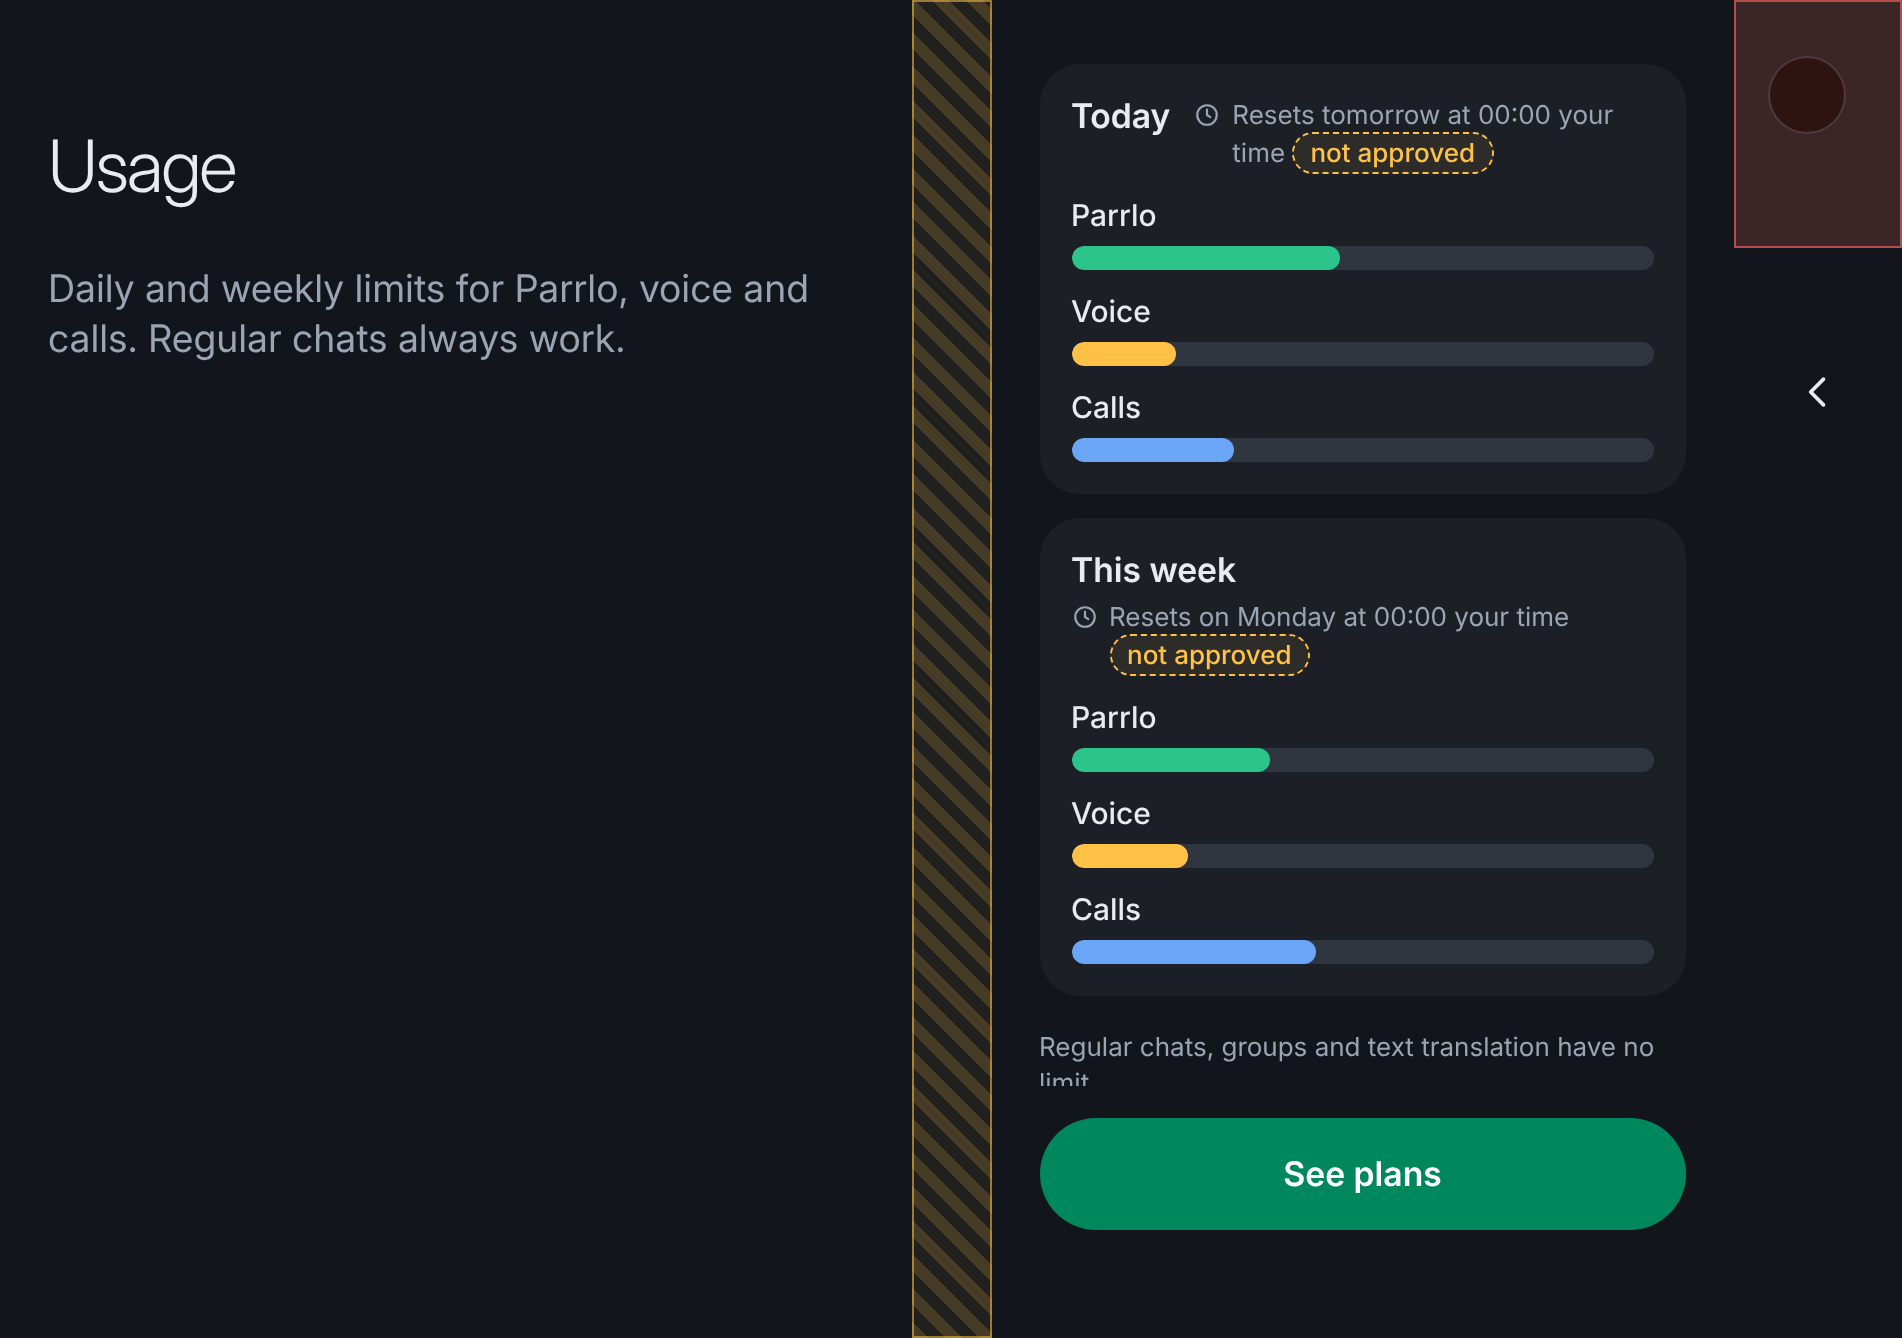 Usage
Daily and weekly limits for Parrlo, voice and
calls. Regular chats always work.
Today
Resets tomorrow at 00:00 your
time not approved
Parrlo
Voice
Calls
This week
Resets on Monday at 00:00 your time
not approved
Parrlo
Voice
Calls
Regular chats, groups and text translation have no
limit
See plans